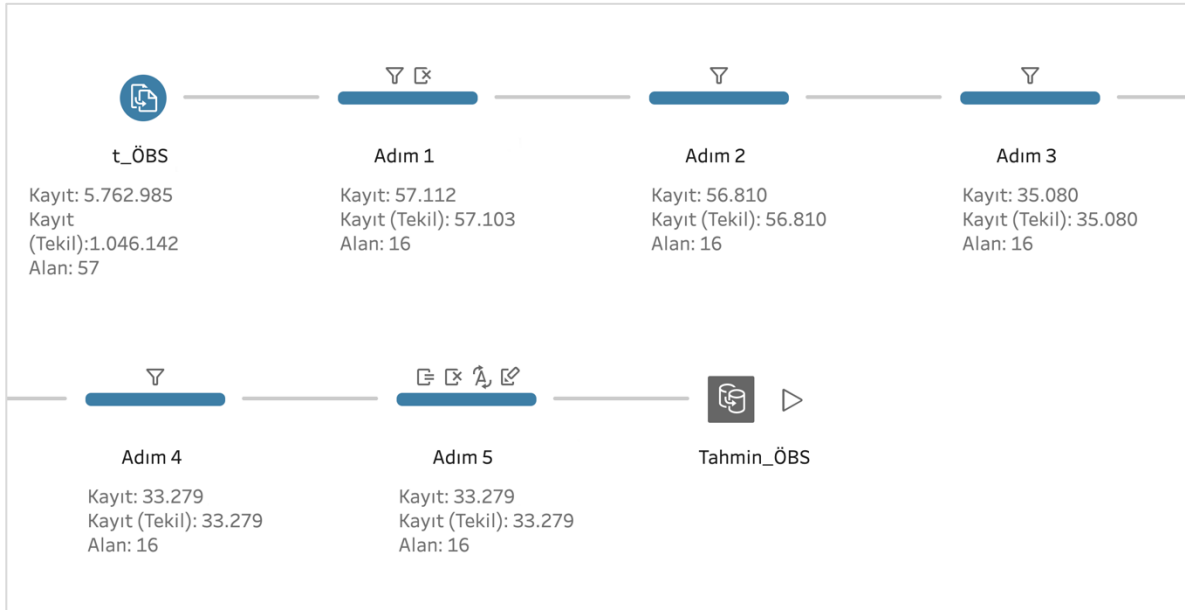 t_ÖBS
Kayıt: 5.762.985
Kayıt
(Tekil):1.046.142
Alan: 57
Adım 1
Kayıt: 57.112
Kayıt (Tekil): 57.103
Alan: 16
Adım 2
Kayıt: 56.810
Kayıt (Tekil): 56.810
Alan: 16
Adım 3
Kayıt: 35.080
Kayıt (Tekil): 35.080
Alan: 16
Adım 4
Kayıt: 33.279
Kayıt (Tekil): 33.279
Alan: 16
Adım 5
Kayıt: 33.279
Kayıt (Tekil): 33.279
Alan: 16
Tahmin_ÖBS